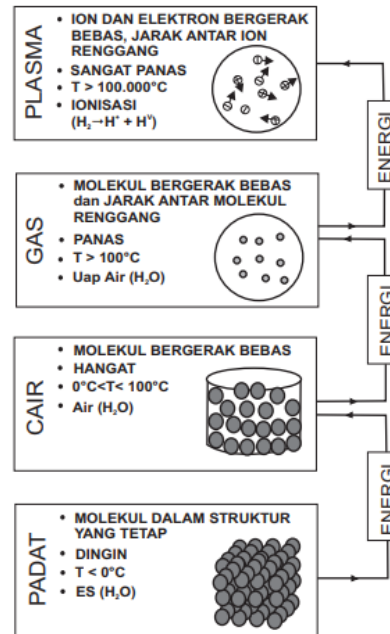 PLASMA
• ION DAN ELEKTRON BERGERAK
BEBAS, JARAK ANTAR ION
RENGGANG
• SANGAT PANAS
• T > 100.000°C
• IONISASI
(H₂→H⁺ + Hⱽ)
ENERGI
GAS
• MOLEKUL BERGERAK BEBAS
dan JARAK ANTAR MOLEKUL
RENGGANG
• PANAS
• T > 100°C
• Uap Air (H₂O)
ENERGI
CAIR
• MOLEKUL BERGERAK BEBAS
• HANGAT
• 0°C<T< 100°C
• Air (H₂O)
ENERGI
PADAT
• MOLEKUL DALAM STRUKTUR
YANG TETAP
• DINGIN
• T < 0°C
• ES (H₂O)